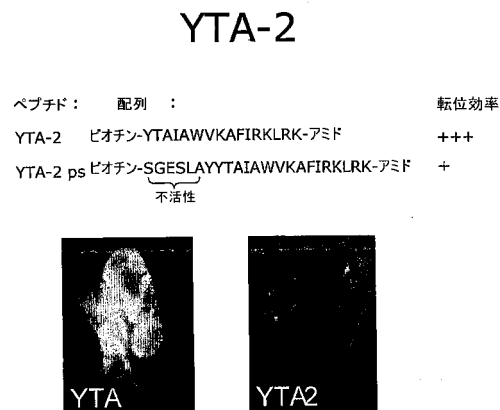 YTA-2
ペプチド： 配列 ： 転位効率
YTA-2 ビオチン-YTAIAWVKAFIRKLRK-アミド +++
YTA-2 ps ビオチン-SGESLAYYTAIAWVKAFIRKLRK-アミド +
不活性
YTA YTA2